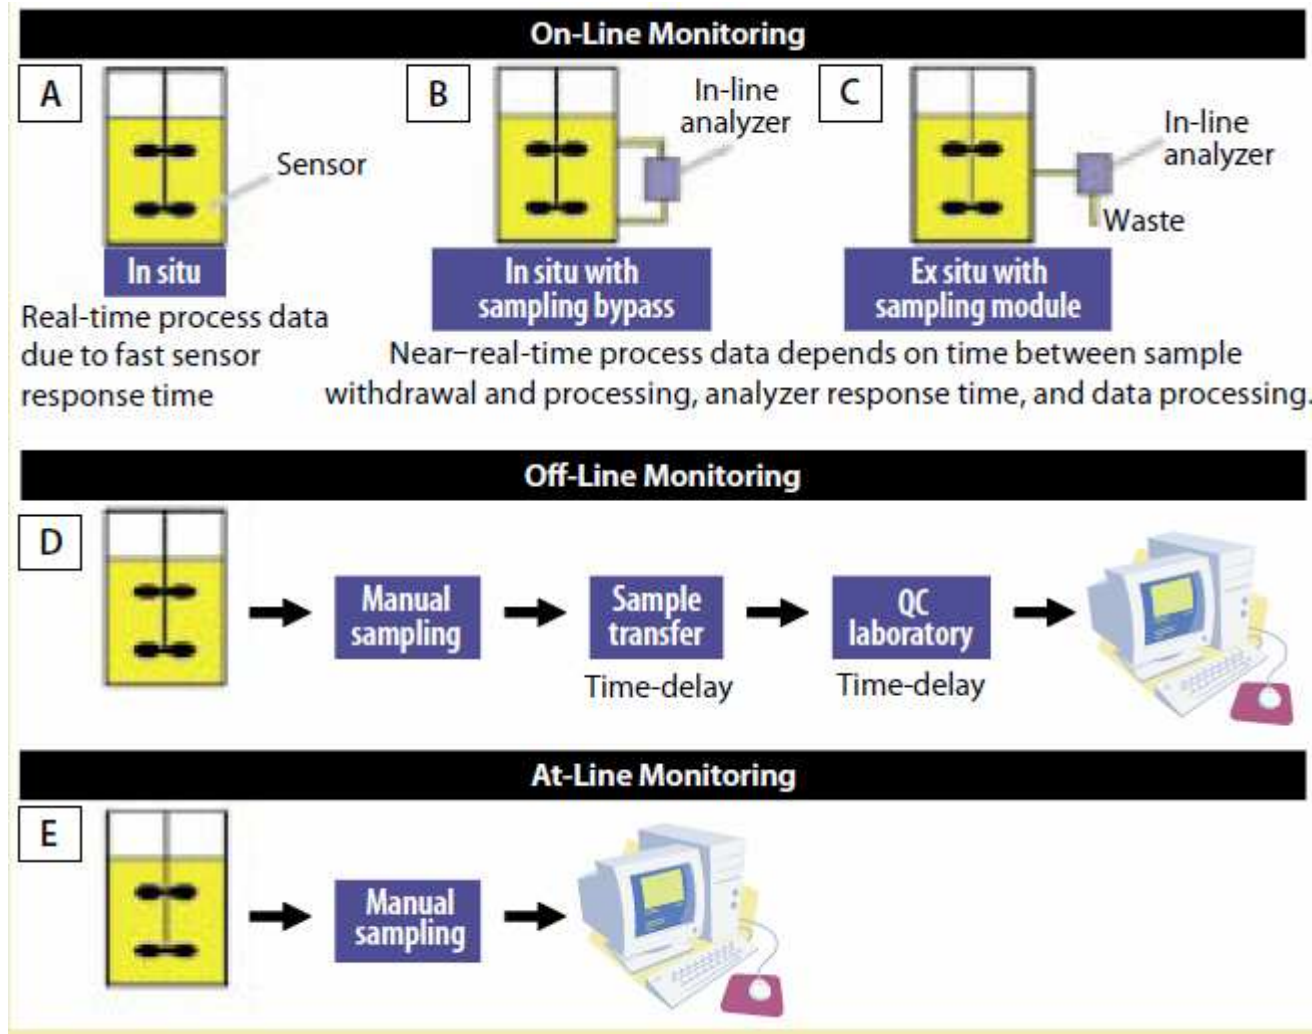 On-Line Monitoring
A
Sensor
In situ
Real-time process data
due to fast sensor
response time
B
In-line
analyzer
In situ with
sampling bypass
C
In-line
analyzer
Waste
Ex situ with
sampling module
Near–real-time process data depends on time between sample
withdrawal and processing, analyzer response time, and data processing.
Off-Line Monitoring
D
Manual
sampling
Sample
transfer
Time-delay
QC
laboratory
Time-delay
At-Line Monitoring
E
Manual
sampling